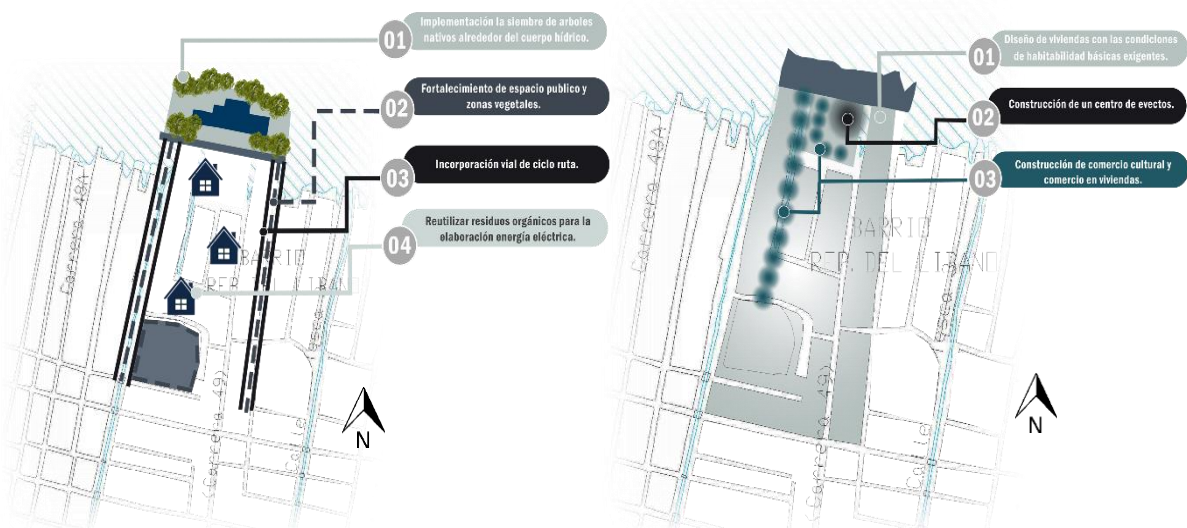 01
Implementación la siembre de arboles
nativos alrededor del cuerpo hídrico.
02
Fortalecimiento de espacio publico y
zonas vegetales.
03
Incorporación vial de ciclo ruta.
04
Reutilizar residuos orgánicos para la
elaboración energía eléctrica.
Carrera 48A
BARRIO
REP. LIBANO
(Carrera 49)
Calle
N
01
Diseño de viviendas con las condiciones
de habitabilidad básicas exigentes.
02
Construcción de un centro de evectos.
03
Construcción de comercio cultural y
comercio en viviendas.
Carrera 48A
BARRIO
REP. DEL LIBANO
(Carrera 49)
Calle
N